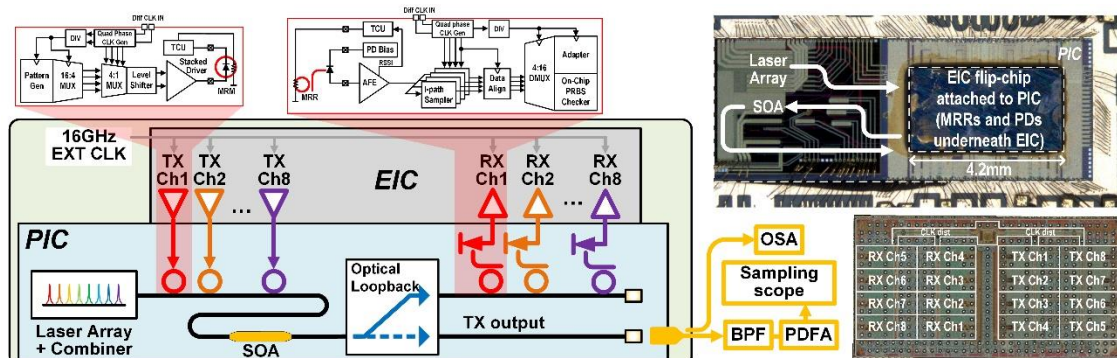 Diff CLK IN
DIV
Quad Phase
CLK Gen
TCU
Stacked
Driver
Pattern
Gen
16:4
MUX
4:1
MUX
Level
Shifter
MRM
Diff CLK IN
TCU
Quad phase
CLK Gen
DIV
PD Bias
RSSI
MRR
AFE
I-path
Sampler
Data
Align
4:16
DMUX
Adapter
On-Chip
PRBS
Checker
16GHz
EXT CLK
TX
Ch1
TX
Ch2
TX
Ch8
...
EIC
RX
Ch1
RX
Ch2
RX
Ch8
...
PIC
Laser Array
+ Combiner
SOA
Optical
Loopback
TX output
OSA
Sampling
scope
BPF
PDFA
PIC
Laser
Array
SOA
EIC flip-chip
attached to PIC
(MRRs and PDs
underneath EIC)
4.2mm
CLK dist
CLK dist
RX Ch5 RX Ch4 TX Ch1 TX Ch8
RX Ch6 RX Ch3 TX Ch2 TX Ch7
RX Ch7 RX Ch2 TX Ch3 TX Ch6
RX Ch8 RX Ch1 TX Ch4 TX Ch5